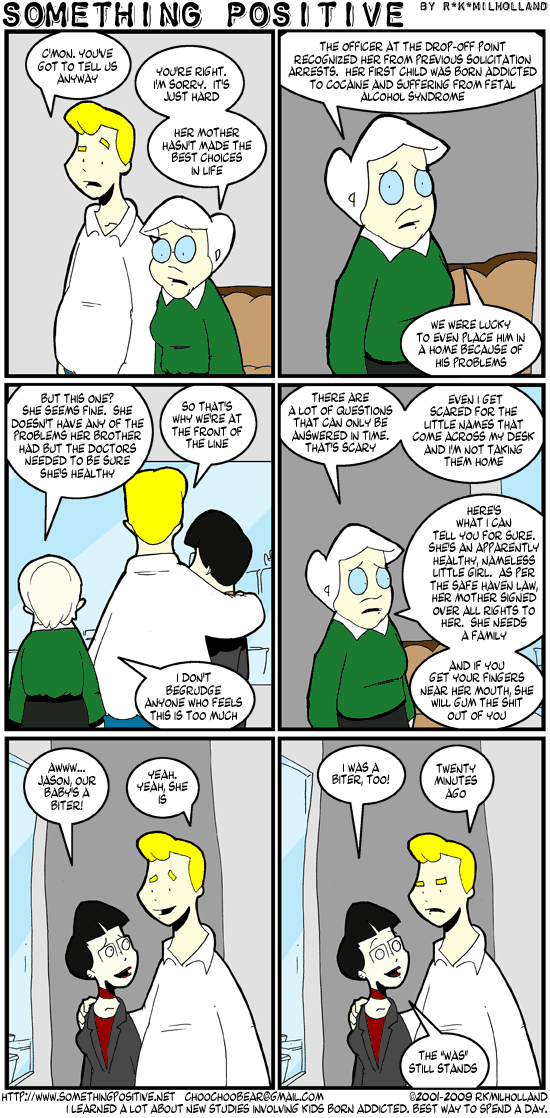 SOMETHING POSITIVE BY R*K*MILHOLLAND
C'MON. YOU'VE
GOT TO TELL US
ANYWAY
YOU'RE RIGHT.
I'M SORRY. IT'S
JUST HARD
HER MOTHER
HASN'T MADE THE
BEST CHOICES
IN LIFE
THE OFFICER AT THE DROP-OFF POINT
RECOGNIZED HER FROM PREVIOUS SOLICITATION
ARRESTS. HER FIRST CHILD WAS BORN ADDICTED
TO COCAINE AND SUFFERING FROM FETAL
ALCOHOL SYNDROME
WE WERE LUCKY
TO EVEN PLACE HIM IN
A HOME BECAUSE OF
HIS PROBLEMS
BUT THIS ONE?
SHE SEEMS FINE. SHE
DOESN'T HAVE ANY OF THE
PROBLEMS HER BROTHER
HAD BUT THE DOCTORS
NEEDED TO BE SURE
SHE'S HEALTHY
SO THAT'S
WHY WE'RE AT
THE FRONT OF
THE LINE
I DON'T
BEGRUDGE
ANYONE WHO FEELS
THIS IS TOO MUCH
THERE ARE
A LOT OF QUESTIONS
THAT CAN ONLY BE
ANSWERED IN TIME.
THAT'S SCARY
EVEN I GET
SCARED FOR THE
LITTLE NAMES THAT
COME ACROSS MY DESK
AND I'M NOT TAKING
THEM HOME
HERE'S
WHAT I CAN
TELL YOU FOR SURE.
SHE'S AN APPARENTLY
HEALTHY, NAMELESS
LITTLE GIRL. AS PER
THE SAFE HAVEN LAW,
HER MOTHER SIGNED
OVER ALL RIGHTS TO
HER. SHE NEEDS
A FAMILY
AND IF YOU
GET YOUR FINGERS
NEAR HER MOUTH, SHE
WILL GUM THE SHIT
OUT OF YOU
AWWW...
JASON, OUR
BABY'S A
BITER!
YEAH.
YEAH, SHE
IS
I WAS A
BITER, TOO!
TWENTY
MINUTES
AGO
THE "WAS"
STILL STANDS
HTTP://WWW.SOMETHINGPOSITIVE.NET CHOOCHOOBEAR@GMAIL.COM ©2001-2009 RKMILHOLLAND
I LEARNED A LOT ABOUT NEW STUDIES INVOLVING KIDS BORN ADDICTED. BEST WAY TO SPEND A DAY.